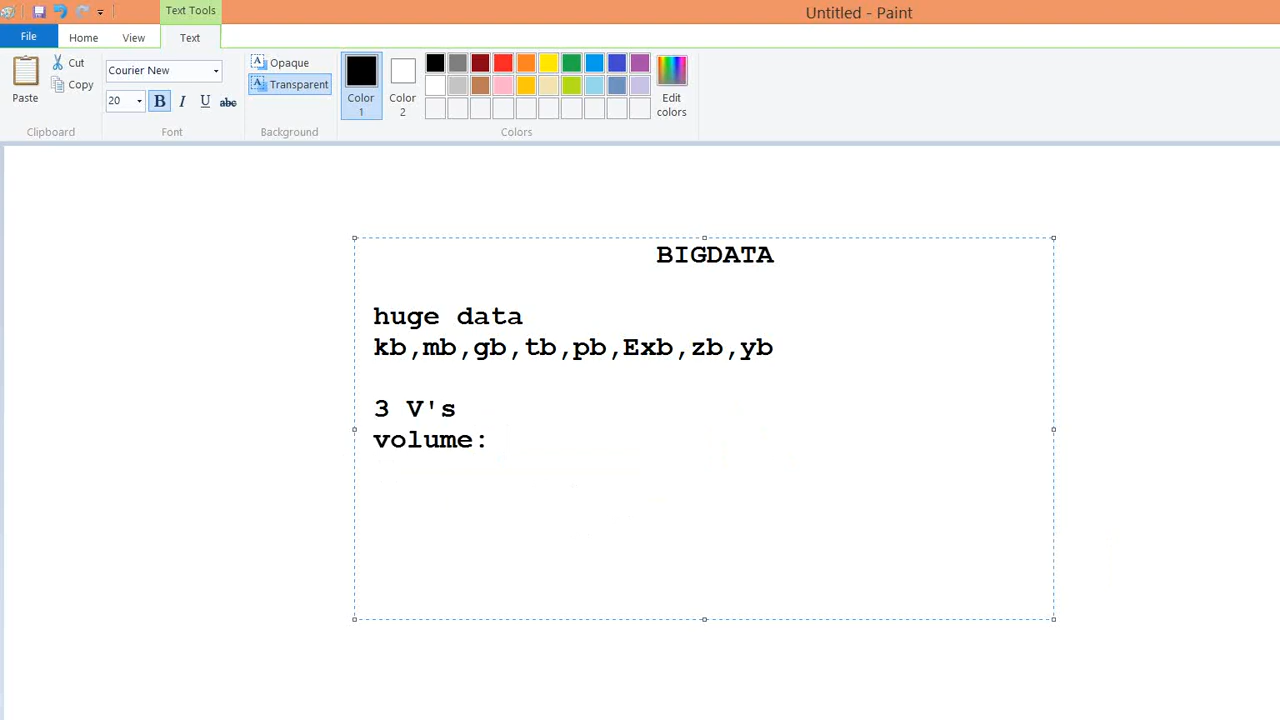 Text Tools
Untitled - Paint
File Home View Text
Paste
Cut
Copy
Clipboard
Courier New
20 B I U abc
Font
Opaque
Transparent
Background
Color 1
Color 2
Edit colors
Colors
BIGDATA
huge data
kb,mb,gb,tb,pb,Exb,zb,yb
3 V's
volume: